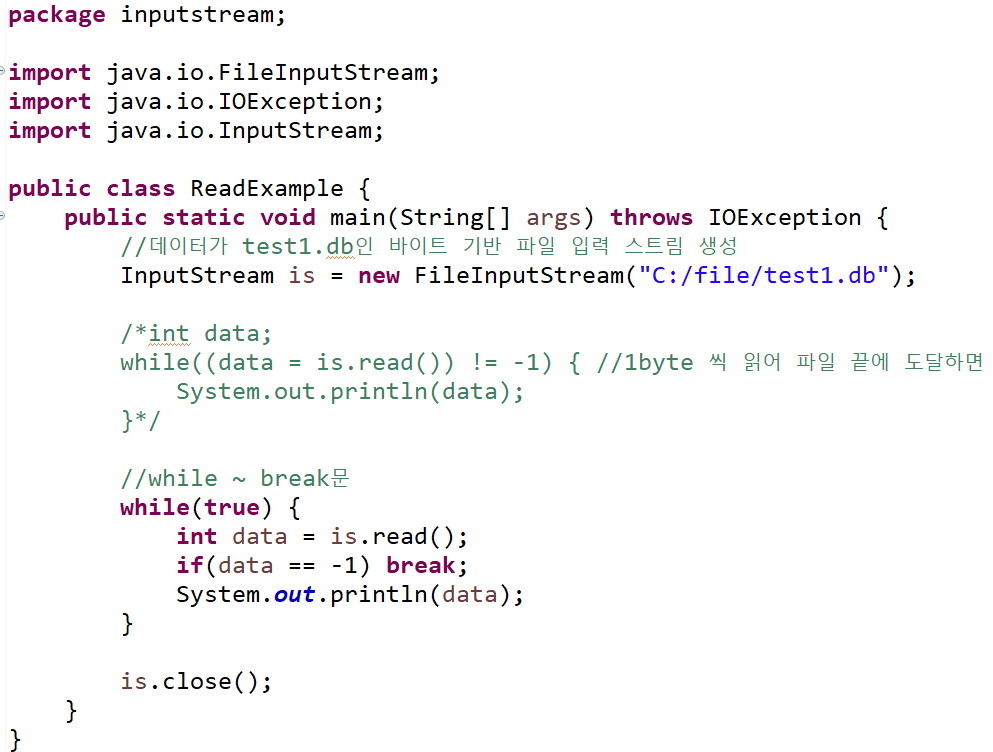 package inputstream;
import java.io.FileInputStream;
import java.io.IOException;
import java.io.InputStream;
public class ReadExample {
public static void main(String[] args) throws IOException {
//데이터가 test1.db인 바이트 기반 파일 입력 스트림 생성
InputStream is = new FileInputStream("C:/file/test1.db");
/*int data;
while((data = is.read()) != -1) { //1byte 씩 읽어 파일 끝에 도달하면
System.out.println(data);
}*/
//while ~ break문
while(true) {
int data = is.read();
if(data == -1) break;
System.out.println(data);
}
is.close();
}
}